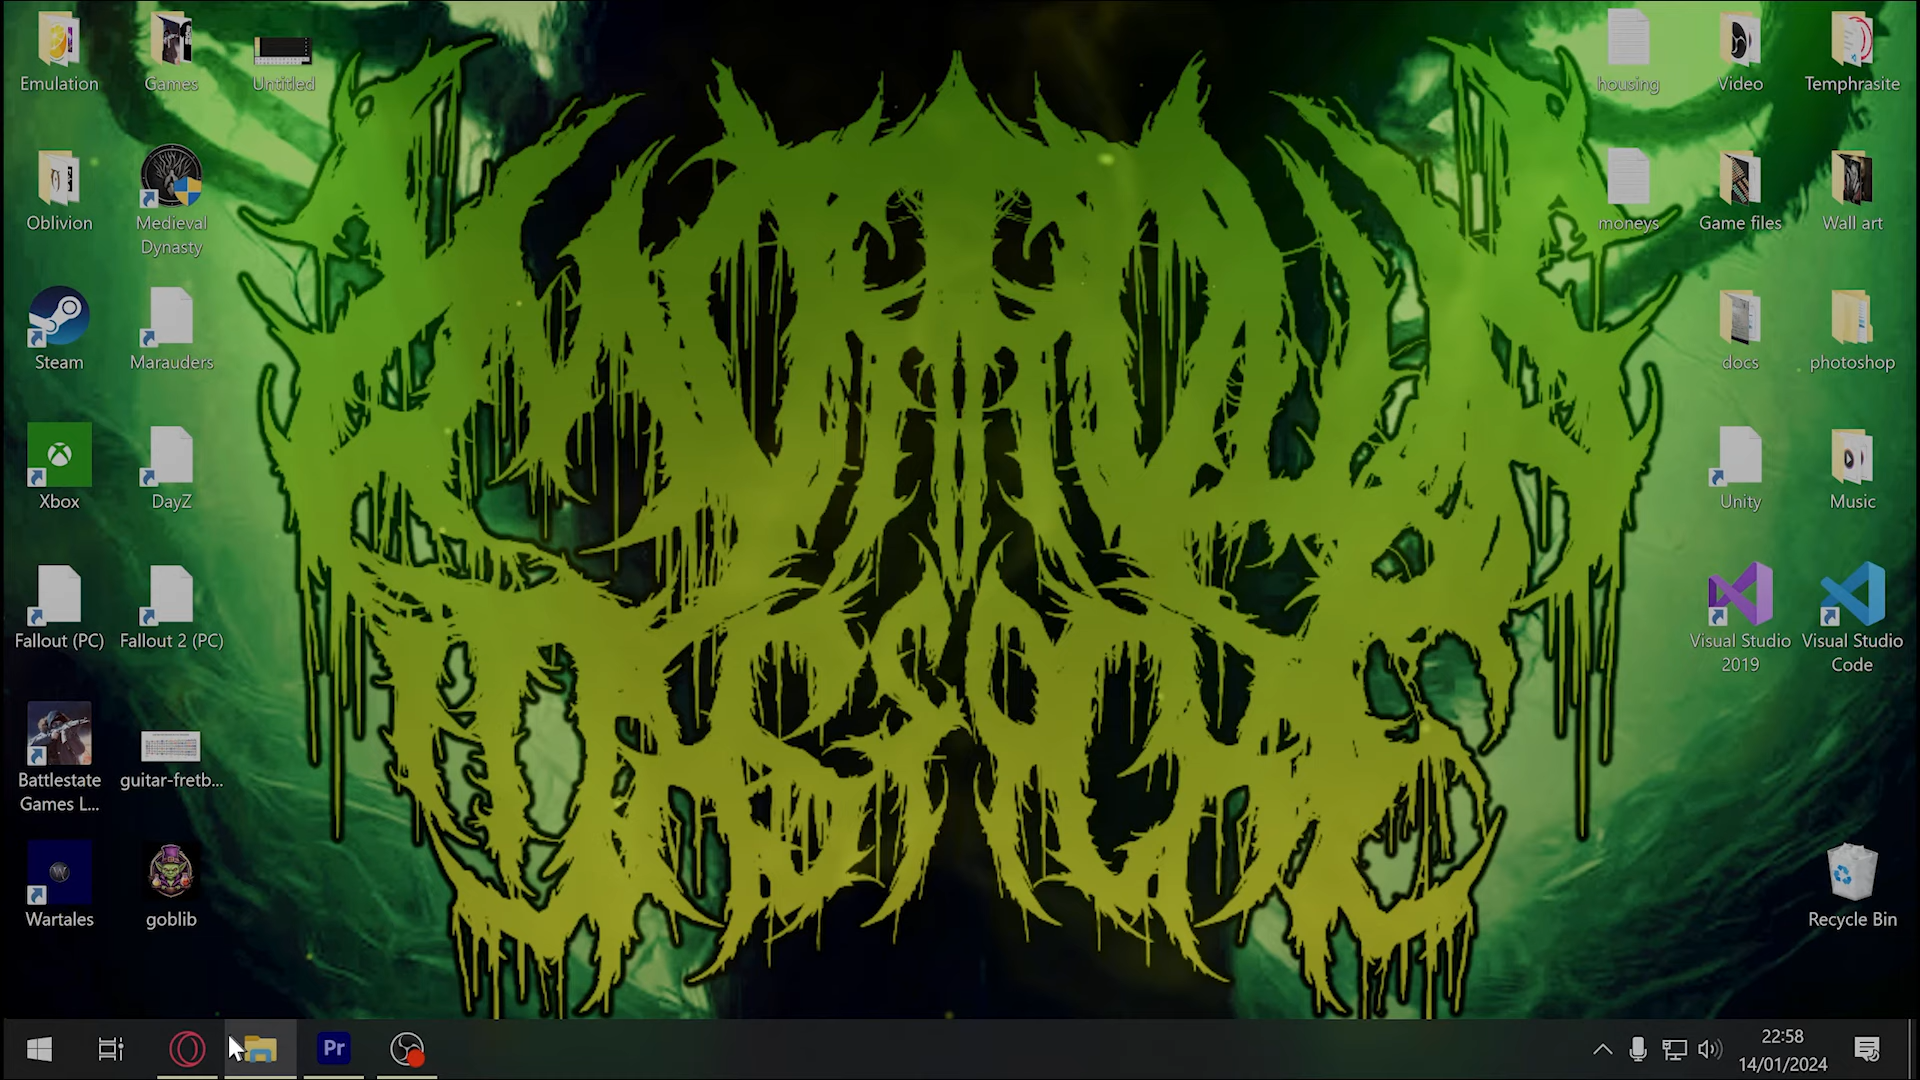 Emulation
Games
Untitled
housing
Video
Temphrasite
Oblivion
Medieval
Dynasty
moneys
Game files
Wall art
Steam
Marauders
docs
photoshop
Xbox
DayZ
Unity
Music
Fallout (PC)
Fallout 2 (PC)
Visual Studio
2019
Visual Studio
Code
Battlestate
Games L...
guitar-fretb...
Wartales
goblib
Recycle Bin
Pr
22:58
14/01/2024